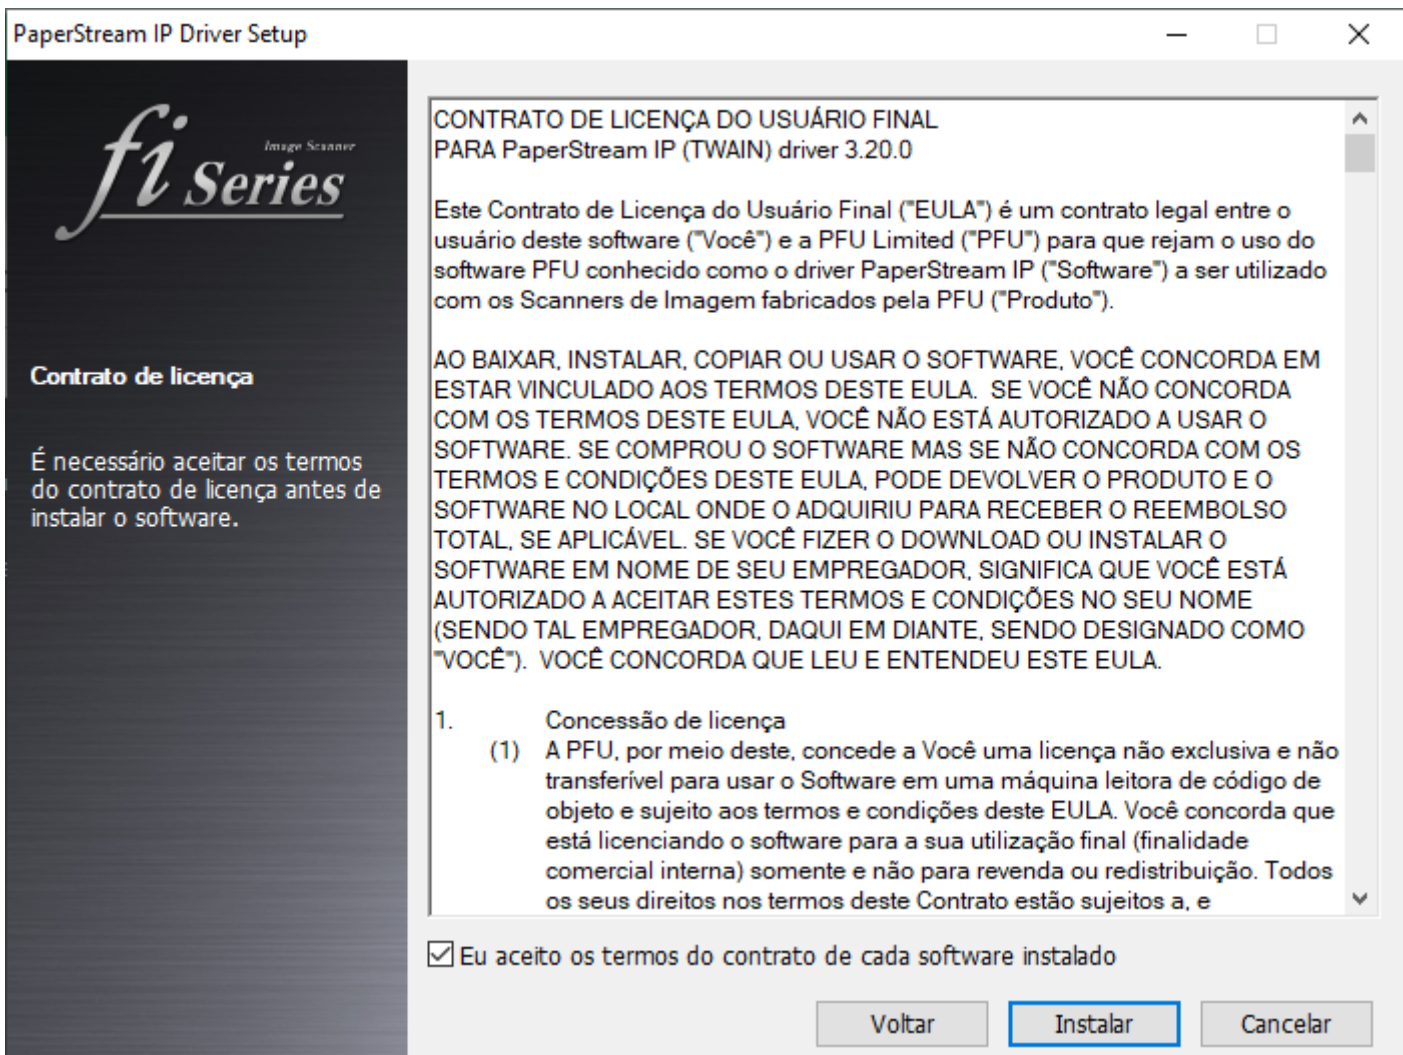 PaperStream IP Driver Setup
fi Series
Image Scanner
Contrato de licença
É necessário aceitar os termos
do contrato de licença antes de
instalar o software.
CONTRATO DE LICENÇA DO USUÁRIO FINAL
PARA PaperStream IP (TWAIN) driver 3.20.0
Este Contrato de Licença do Usuário Final ("EULA") é um contrato legal entre o
usuário deste software ("Você") e a PFU Limited ("PFU") para que rejam o uso do
software PFU conhecido como o driver PaperStream IP ("Software") a ser utilizado
com os Scanners de Imagem fabricados pela PFU ("Produto").
AO BAIXAR, INSTALAR, COPIAR OU USAR O SOFTWARE, VOCÊ CONCORDA EM
ESTAR VINCULADO AOS TERMOS DESTE EULA.  SE VOCÊ NÃO CONCORDA
COM OS TERMOS DESTE EULA, VOCÊ NÃO ESTÁ AUTORIZADO A USAR O
SOFTWARE. SE COMPROU O SOFTWARE MAS SE NÃO CONCORDA COM OS
TERMOS E CONDIÇÕES DESTE EULA, PODE DEVOLVER O PRODUTO E O
SOFTWARE NO LOCAL ONDE O ADQUIRIU PARA RECEBER O REEMBOLSO
TOTAL, SE APLICÁVEL. SE VOCÊ FIZER O DOWNLOAD OU INSTALAR O
SOFTWARE EM NOME DE SEU EMPREGADOR, SIGNIFICA QUE VOCÊ ESTÁ
AUTORIZADO A ACEITAR ESTES TERMOS E CONDIÇÕES NO SEU NOME
(SENDO TAL EMPREGADOR, DAQUI EM DIANTE, SENDO DESIGNADO COMO
"VOCÊ").  VOCÊ CONCORDA QUE LEU E ENTENDEU ESTE EULA.
1. Concessão de licença
(1) A PFU, por meio deste, concede a Você uma licença não exclusiva e não
transferível para usar o Software em uma máquina leitora de código de
objeto e sujeito aos termos e condições deste EULA. Você concorda que
está licenciando o software para a sua utilização final (finalidade
comercial interna) somente e não para revenda ou redistribuição. Todos
os seus direitos nos termos deste Contrato estão sujeitos a, e
Eu aceito os termos do contrato de cada software instalado
Voltar
Instalar
Cancelar